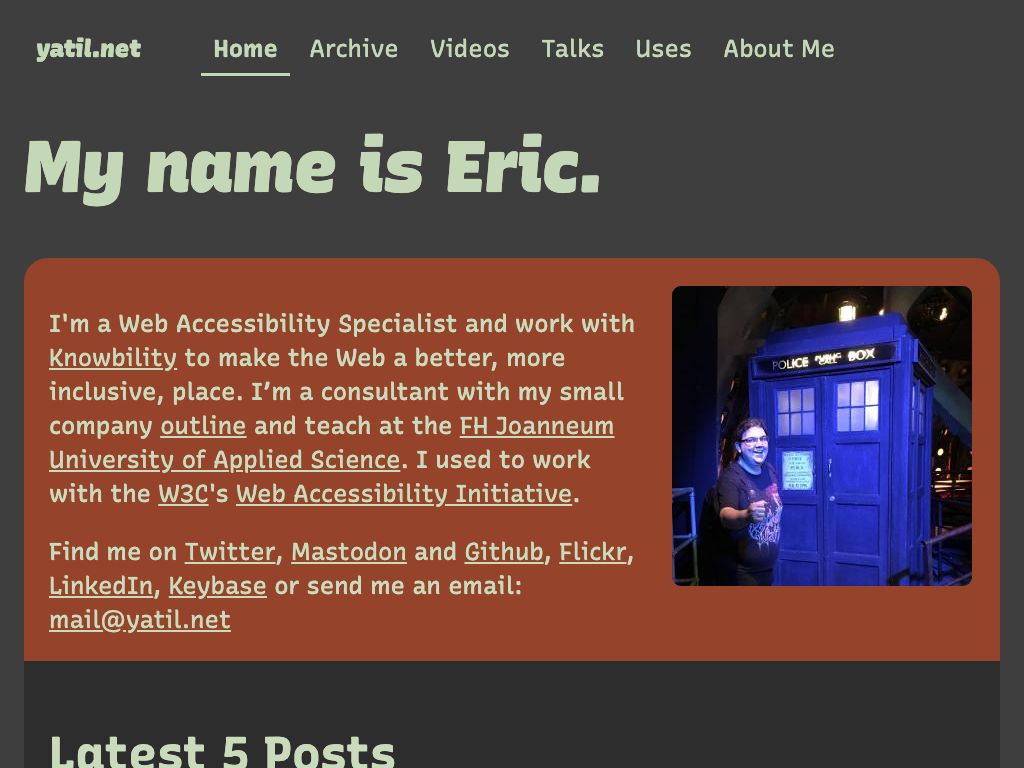 yatil.net Home Archive Videos Talks Uses About Me
My name is Eric.
I'm a Web Accessibility Specialist and work with
Knowbility to make the Web a better, more
inclusive, place. I’m a consultant with my small
company outline and teach at the FH Joanneum
University of Applied Science. I used to work
with the W3C's Web Accessibility Initiative.
Find me on Twitter, Mastodon and Github, Flickr,
LinkedIn, Keybase or send me an email:
mail@yatil.net
POLICE PUBLIC CALL BOX
Latest 5 Posts